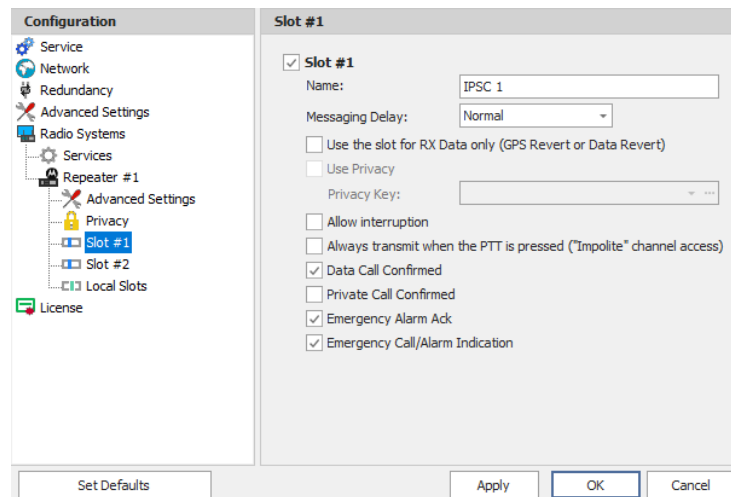 Configuration
Service
Network
Redundancy
Advanced Settings
Radio Systems
Services
Repeater #1
Advanced Settings
Privacy
Slot #1
Slot #2
Local Slots
License
Set Defaults
Slot #1
Slot #1
Name: IPSC 1
Messaging Delay: Normal
Use the slot for RX Data only (GPS Revert or Data Revert)
Use Privacy
Privacy Key:
Allow interruption
Always transmit when the PTT is pressed ("Impolite" channel access)
Data Call Confirmed
Private Call Confirmed
Emergency Alarm Ack
Emergency Call/Alarm Indication
Apply OK Cancel